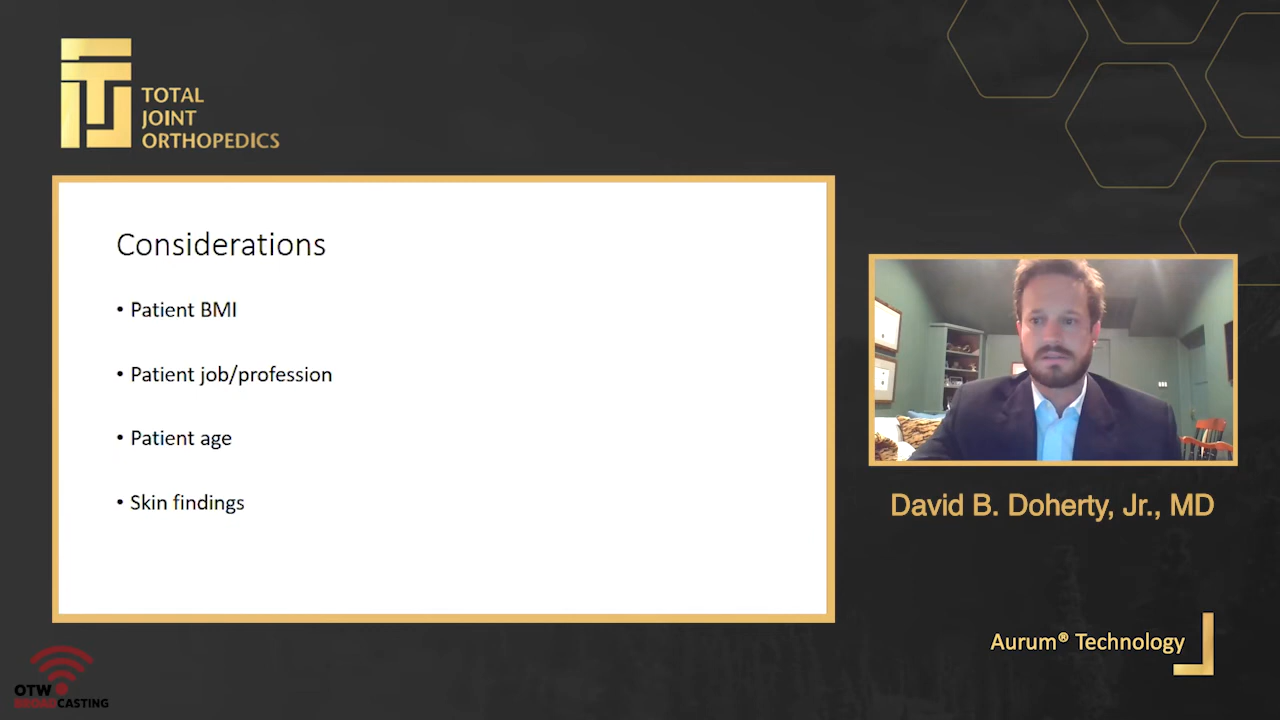 TOTAL
JOINT
ORTHOPEDICS
Considerations
• Patient BMI
• Patient job/profession
• Patient age
• Skin findings
David B. Doherty, Jr., MD
Aurum® Technology
OTW
BROADCASTING